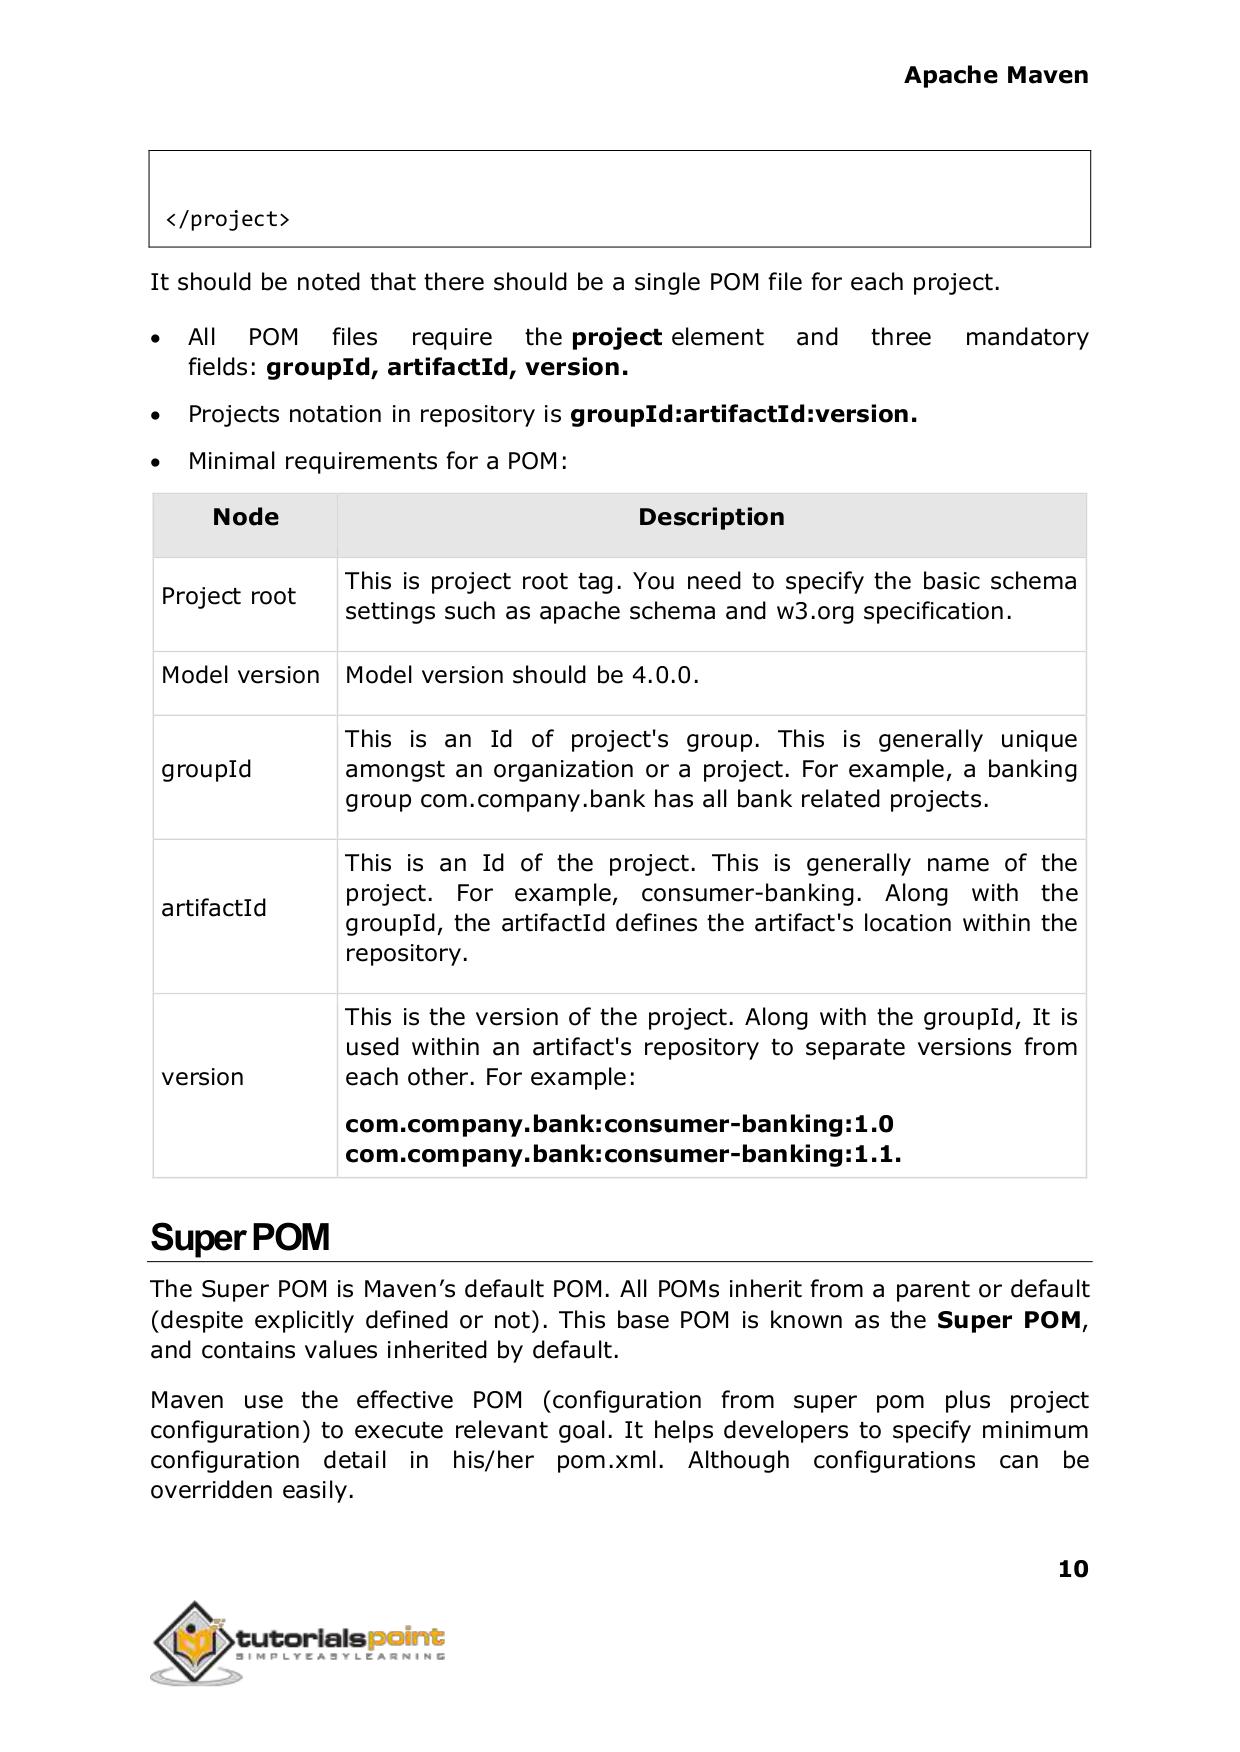 Apache Maven
</project>
It should be noted that there should be a single POM file for each project.
• All POM files require the project element and three mandatory
fields: groupId, artifactId, version.
• Projects notation in repository is groupId:artifactId:version.
• Minimal requirements for a POM:
Node Description
Project root
This is project root tag. You need to specify the basic schema
settings such as apache schema and w3.org specification.
Model version Model version should be 4.0.0.
groupId
This is an Id of project's group. This is generally unique
amongst an organization or a project. For example, a banking
group com.company.bank has all bank related projects.
artifactId
This is an Id of the project. This is generally name of the
project. For example, consumer-banking. Along with the
groupId, the artifactId defines the artifact's location within the
repository.
version
This is the version of the project. Along with the groupId, It is
used within an artifact's repository to separate versions from
each other. For example:
com.company.bank:consumer-banking:1.0
com.company.bank:consumer-banking:1.1.
Super POM
The Super POM is Maven’s default POM. All POMs inherit from a parent or default
(despite explicitly defined or not). This base POM is known as the Super POM,
and contains values inherited by default.
Maven use the effective POM (configuration from super pom plus project
configuration) to execute relevant goal. It helps developers to specify minimum
configuration detail in his/her pom.xml. Although configurations can be
overridden easily.
10
tutorialspoint
SIMPLYEASYLEARNING